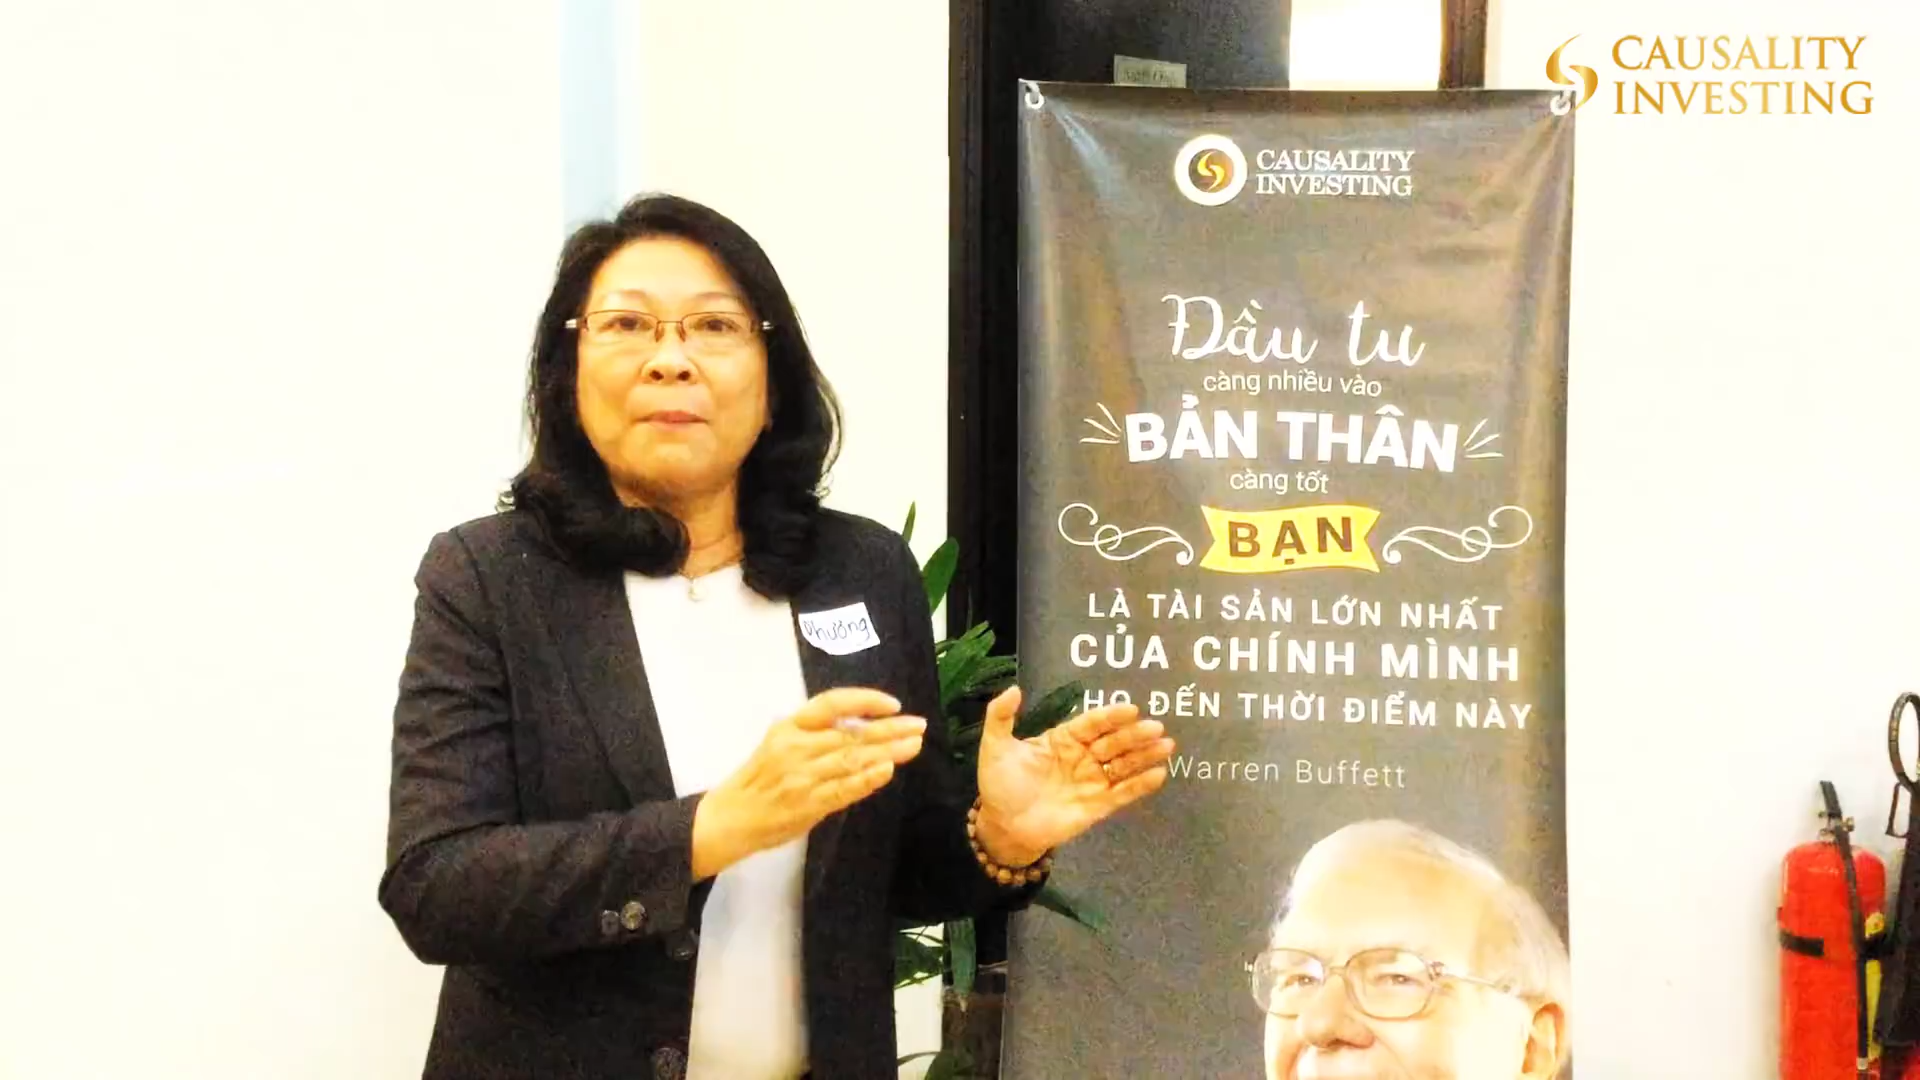 CAUSALITY
INVESTING
CAUSALITY
INVESTING
Đầu tư
càng nhiều vào
BẢN THÂN
càng tốt
BẠN
LÀ TÀI SẢN LỚN NHẤT
CỦA CHÍNH MÌNH
CHO ĐẾN THỜI ĐIỂM NÀY
Warren Buffett
Phương